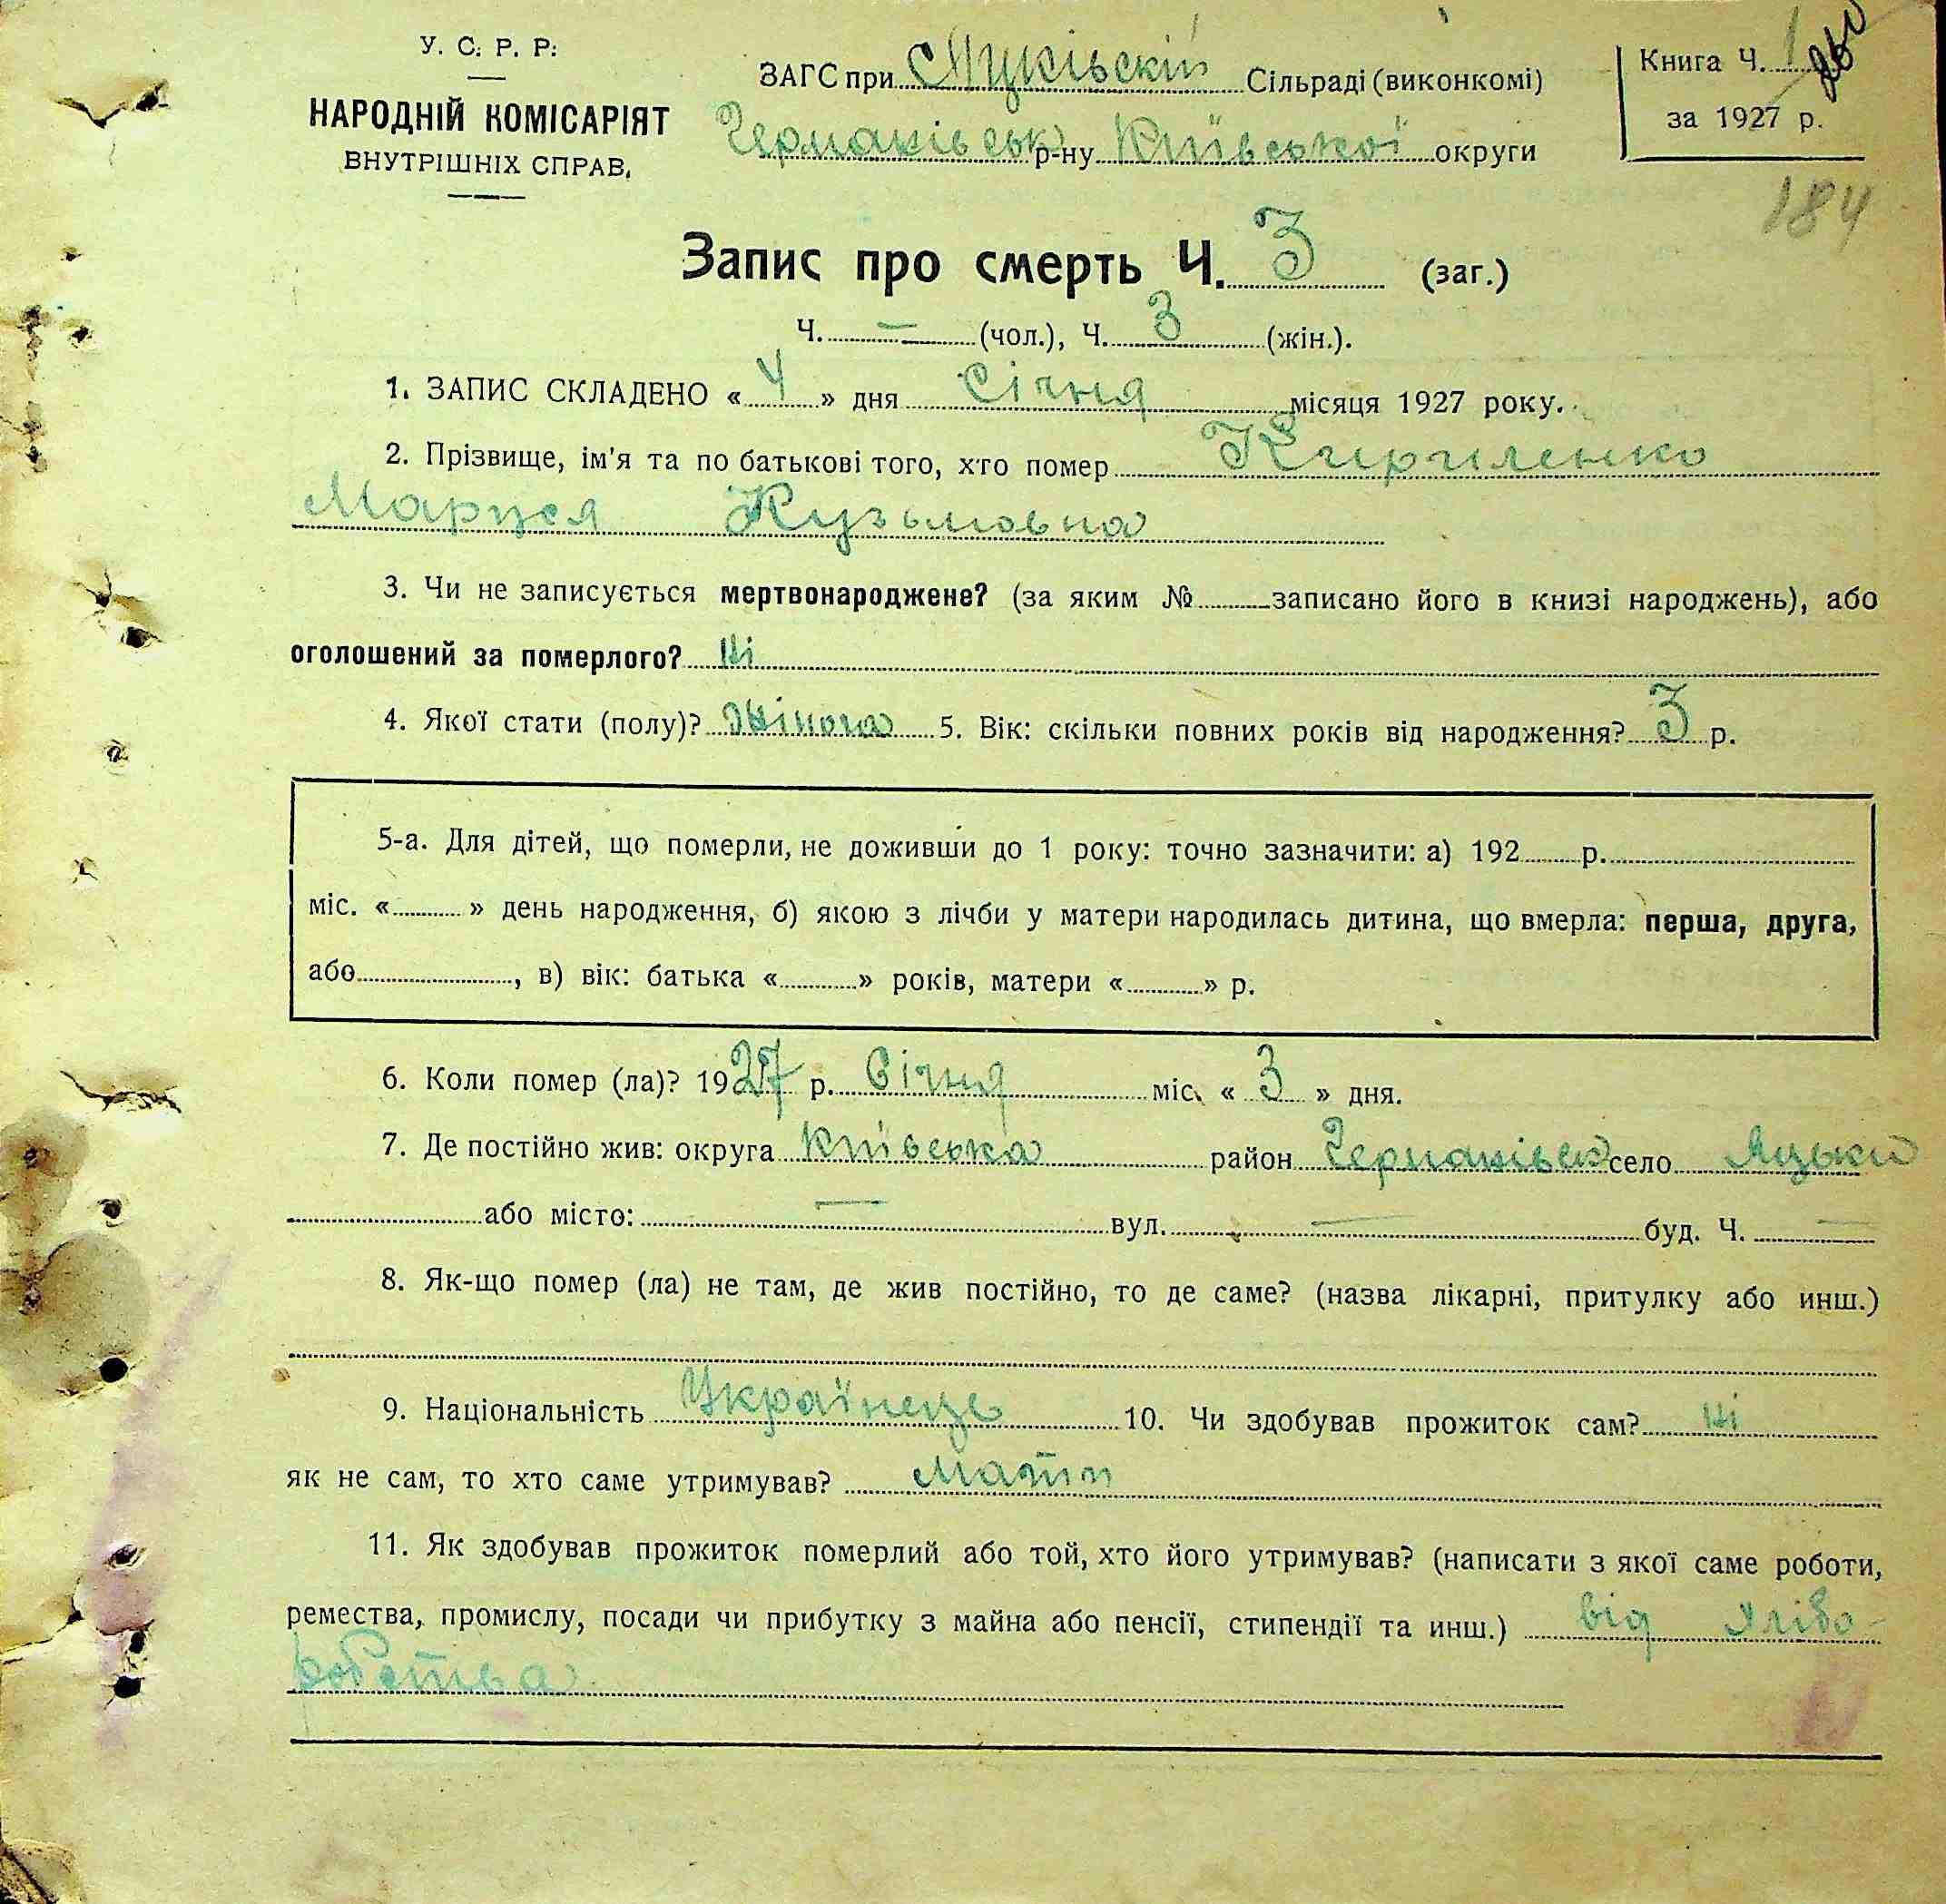 У. С. Р. Р.
НАРОДНІЙ КОМІСАРІЯТ
ВНУТРІШНІХ СПРАВ.
ЗАГС при Яцківскій Сільраді (виконкомі)
Германівськ р-ну Київської округи
Книга Ч. 1
за 1927 р.
184
Запис про смерть Ч. 3 (заг.)
Ч. — (чол.), Ч. 3 (жін.).
1. ЗАПИС СКЛАДЕНО « 4 » дня Січня місяця 1927 року.
2. Прізвище, ім'я та по батькові того, хто помер Кириленко
Маруся Кузьмовна
3. Чи не записується мертвонароджене? (за яким № записано його в книзі народжень), або
оголошений за померлого? Ні
4. Якої стати (полу)? Жіноча 5. Вік: скільки повних років від народження? 3 р.
5-а. Для дітей, що померли, не доживши до 1 року: точно зазначити: а) 192 р.
міс. « » день народження, б) якою з лічби у матери народилась дитина, що вмерла: перша, друга,
або , в) вік: батька « » років, матери « » р.
6. Коли помер (ла)? 1927 р. Січня міс. « 3 » дня.
7. Де постійно жив: округа Київська район Германівськ село Яцьки
або місто: — вул. — буд. Ч. —
8. Як-що помер (ла) не там, де жив постійно, то де саме? (назва лікарні, притулку або инш.)
9. Національність Українець 10. Чи здобував прожиток сам? Ні
як не сам, то хто саме утримував? Мати
11. Як здобував прожиток померлий або той, хто його утримував? (написати з якої саме роботи,
ремества, промислу, посади чи прибутку з майна або пенсії, стипендії та инш.) від хлібо-
робства